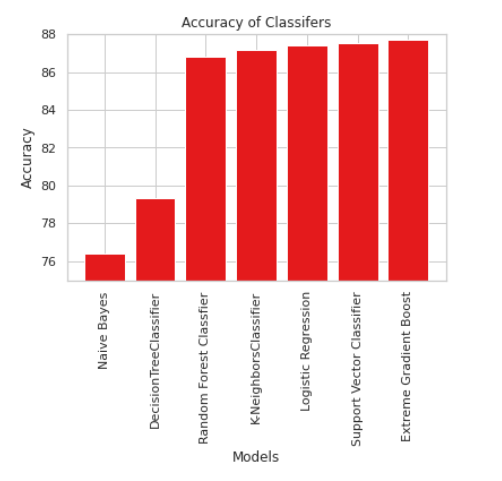 Accuracy of Classifers
88
86
84
82
80
78
76
Accuracy
Naive Bayes
DecisionTreeClassifier
Random Forest Classfier
K-NeighborsClassifier
Logistic Regression
Support Vector Classifier
Extreme Gradient Boost
Models